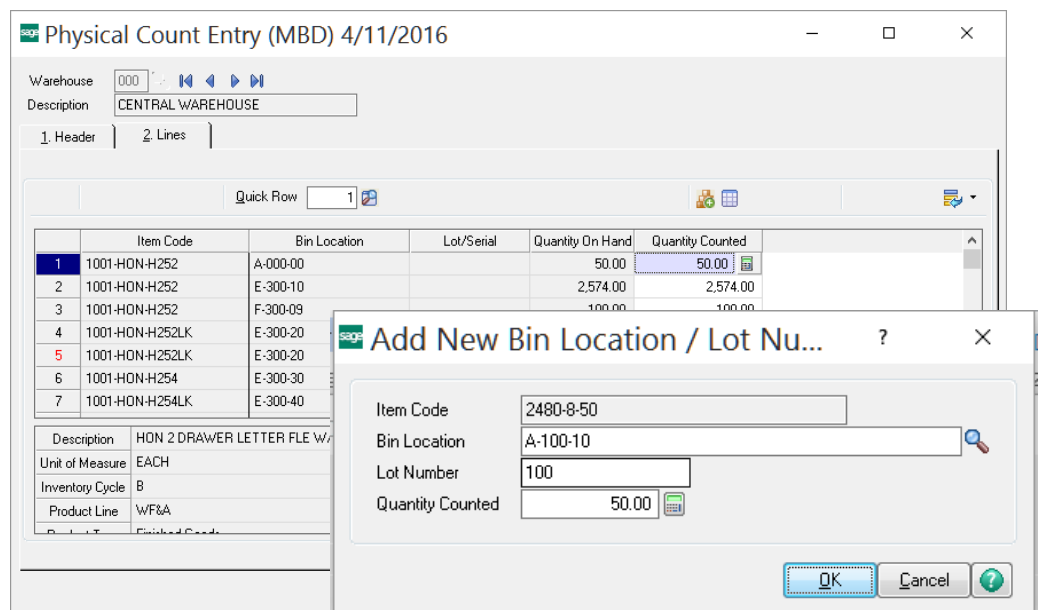 sage Physical Count Entry (MBD) 4/11/2016
Warehouse 000
Description CENTRAL WAREHOUSE
1. Header 2. Lines
Quick Row 1
Item Code Bin Location Lot/Serial Quantity On Hand Quantity Counted
1 1001-HON-H252 A-000-00 50.00 50.00
2 1001-HON-H252 E-300-10 2,574.00 2,574.00
3 1001-HON-H252 F-300-09 100.00 100.00
4 1001-HON-H252LK E-300-20
5 1001-HON-H252LK E-300-20
6 1001-HON-H254 E-300-30
7 1001-HON-H254LK E-300-40
Description HON 2 DRAWER LETTER FLE W/
Unit of Measure EACH
Inventory Cycle B
Product Line WF&A
Finished Goods
sage Add New Bin Location / Lot Nu... ?
Item Code 2480-8-50
Bin Location A-100-10
Lot Number 100
Quantity Counted 50.00
OK Cancel ?